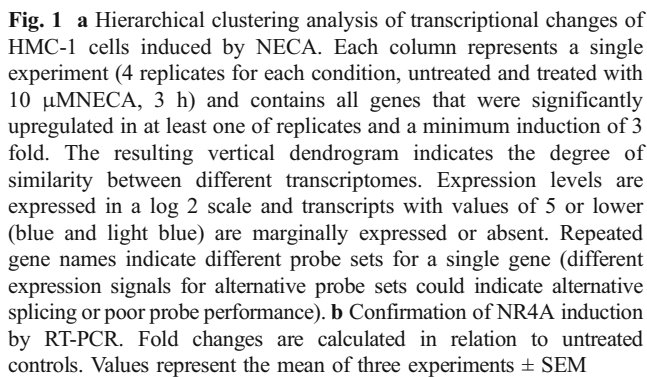 Fig. 1 a Hierarchical clustering analysis of transcriptional changes of
HMC-1 cells induced by NECA. Each column represents a single
experiment (4 replicates for each condition, untreated and treated with
10 μMNECA, 3 h) and contains all genes that were significantly
upregulated in at least one of replicates and a minimum induction of 3
fold. The resulting vertical dendrogram indicates the degree of
similarity between different transcriptomes. Expression levels are
expressed in a log 2 scale and transcripts with values of 5 or lower
(blue and light blue) are marginally expressed or absent. Repeated
gene names indicate different probe sets for a single gene (different
expression signals for alternative probe sets could indicate alternative
splicing or poor probe performance). b Confirmation of NR4A induction
by RT-PCR. Fold changes are calculated in relation to untreated
controls. Values represent the mean of three experiments ± SEM